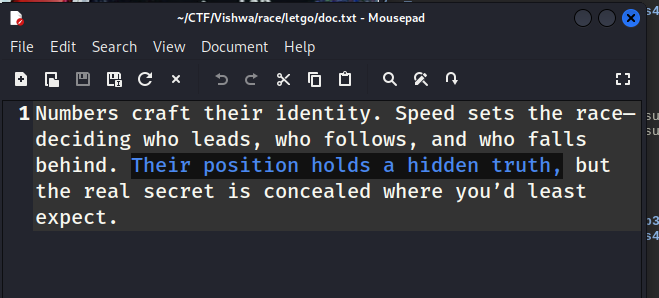 ~/CTF/Vishwa/race/letgo/doc.txt - Mousepad
File Edit Search View Document Help
1 Numbers craft their identity. Speed sets the race—
deciding who leads, who follows, and who falls
behind. Their position holds a hidden truth, but
the real secret is concealed where you’d least
expect.